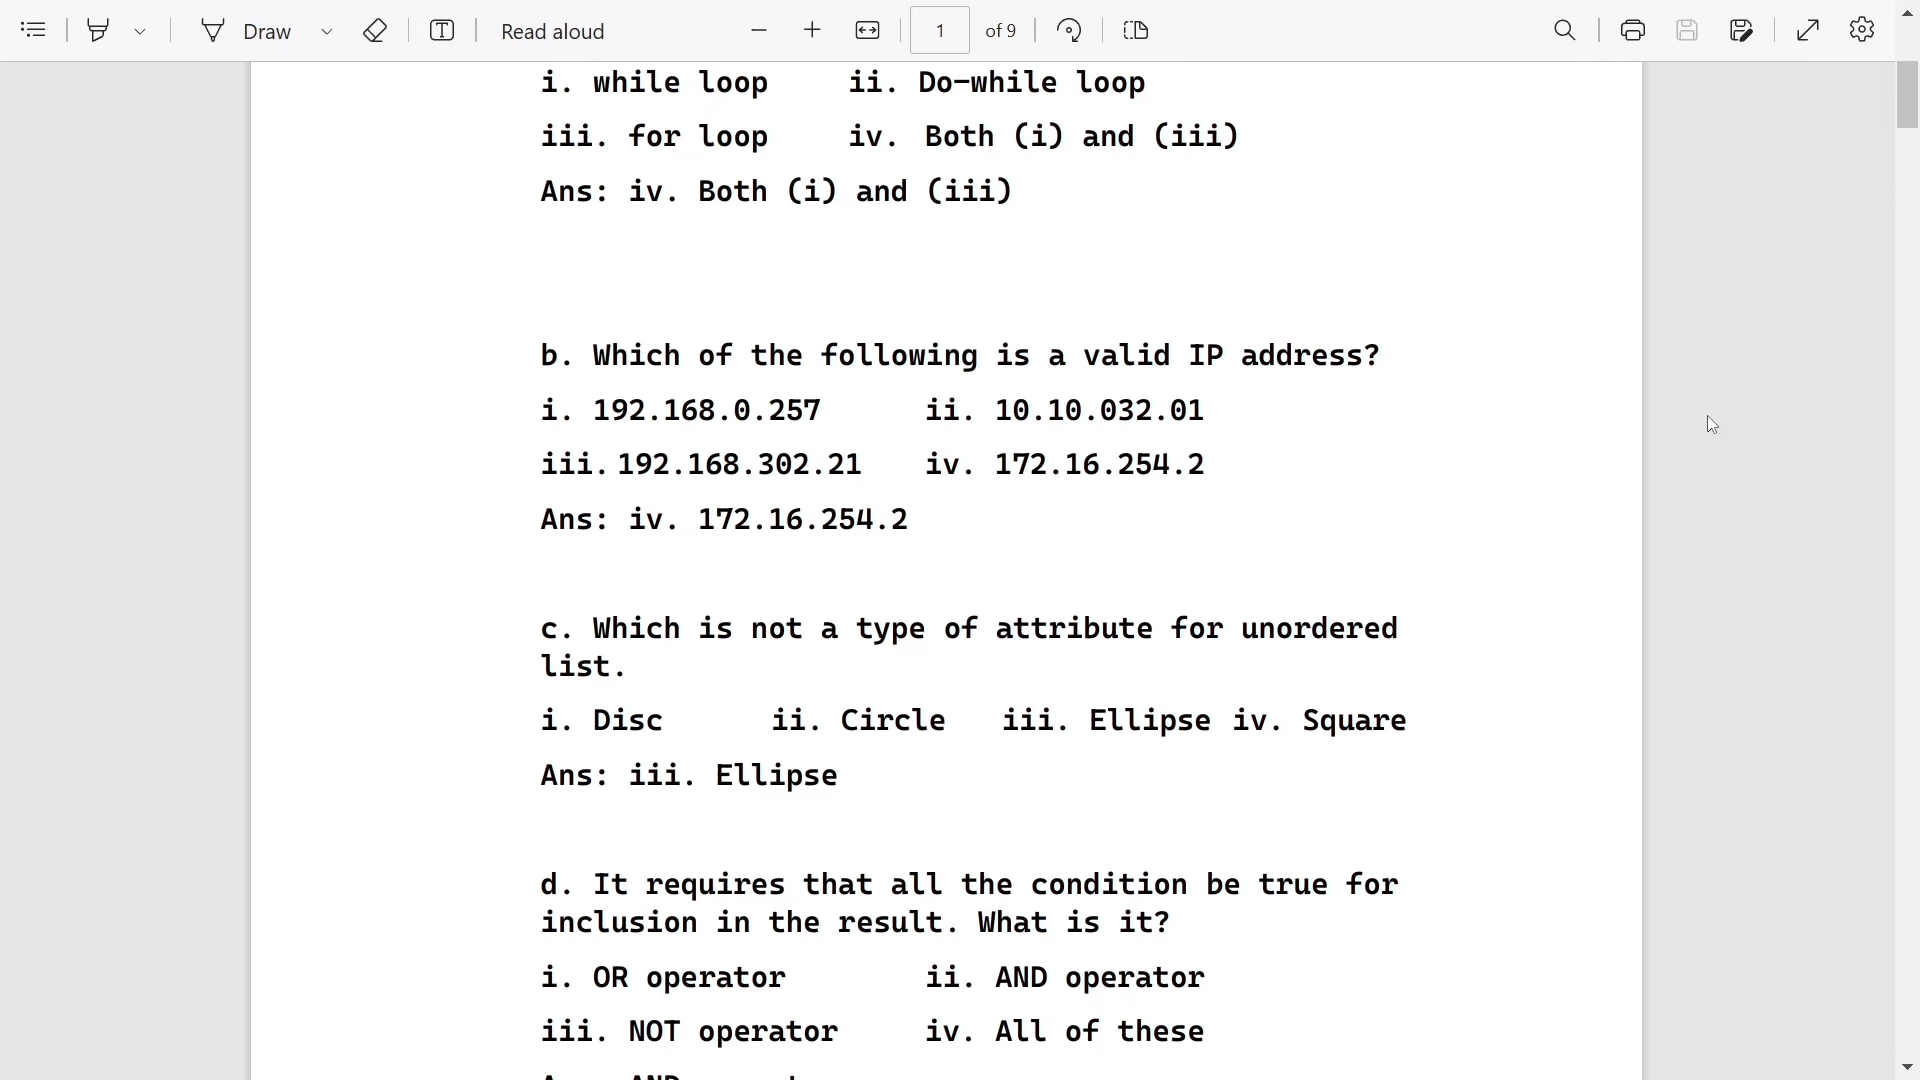 Draw
Read aloud
1 of 9
i. while loop ii. Do-while loop
iii. for loop iv. Both (i) and (iii)
Ans: iv. Both (i) and (iii)
b. Which of the following is a valid IP address?
i. 192.168.0.257 ii. 10.10.032.01
iii. 192.168.302.21 iv. 172.16.254.2
Ans: iv. 172.16.254.2
c. Which is not a type of attribute for unordered
list.
i. Disc ii. Circle iii. Ellipse iv. Square
Ans: iii. Ellipse
d. It requires that all the condition be true for
inclusion in the result. What is it?
i. OR operator ii. AND operator
iii. NOT operator iv. All of these